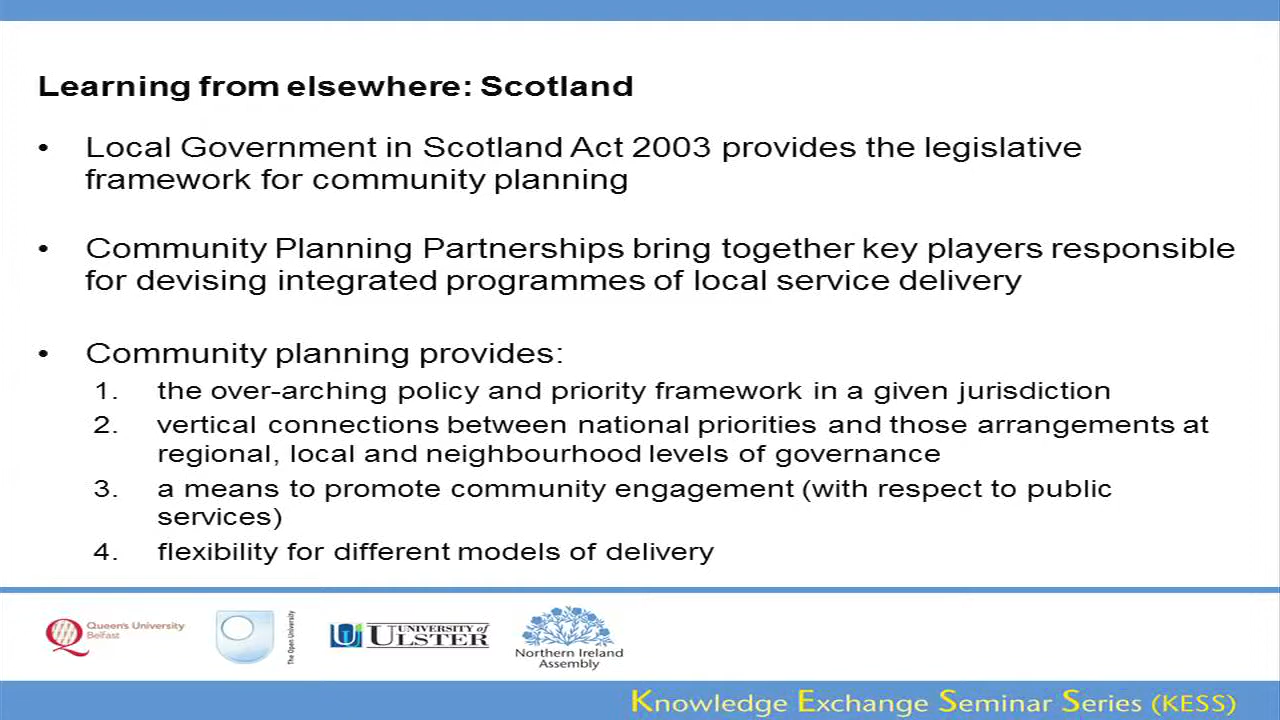 Learning from elsewhere: Scotland
• Local Government in Scotland Act 2003 provides the legislative
framework for community planning
• Community Planning Partnerships bring together key players responsible
for devising integrated programmes of local service delivery
• Community planning provides:
1. the over-arching policy and priority framework in a given jurisdiction
2. vertical connections between national priorities and those arrangements at
regional, local and neighbourhood levels of governance
3. a means to promote community engagement (with respect to public
services)
4. flexibility for different models of delivery
Queen's University
Belfast
The Open University
UNIVERSITY of
ULSTER
Northern Ireland
Assembly
Knowledge Exchange Seminar Series (KESS)